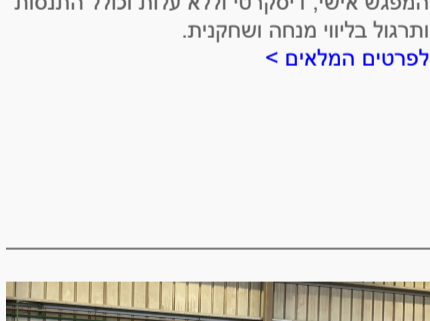 המפגש אישי, דיסקרטי וללא עלות וכולל התנסות
ותרגול בליווי מנחה ושחקנית.
לפרטים המלאים >